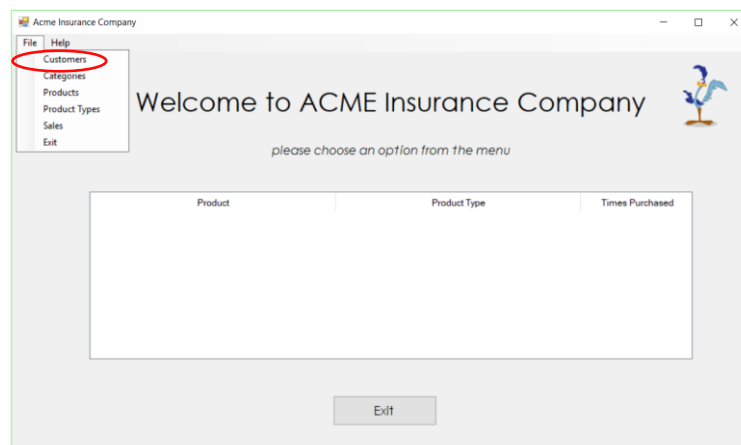 Acme Insurance Company
File Help
Customers
Categories
Products
Product Types
Sales
Exit
Welcome to ACME Insurance Company
please choose an option from the menu
Product Product Type Times Purchased
Exit